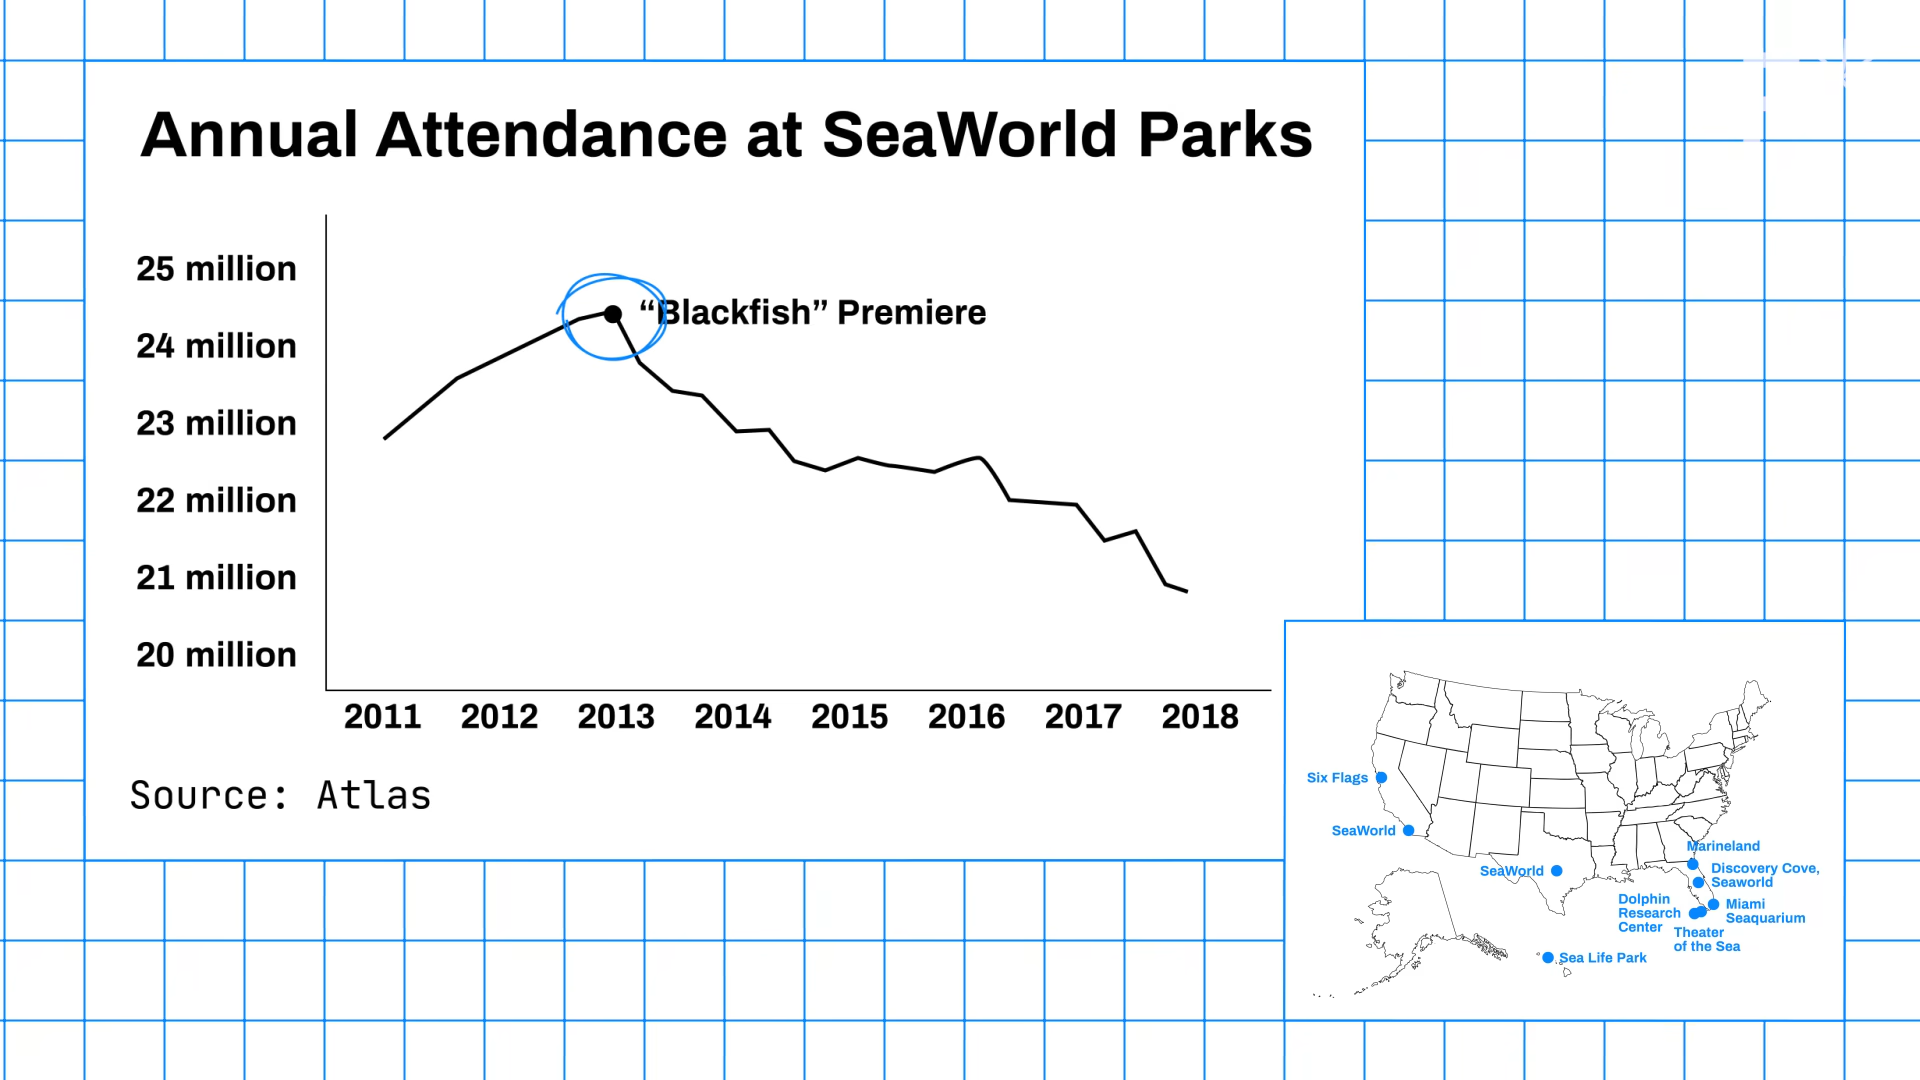 Annual Attendance at SeaWorld Parks
25 million
“Blackfish” Premiere
24 million
23 million
22 million
21 million
20 million
2011 2012 2013 2014 2015 2016 2017 2018
Source: Atlas
Six Flags
SeaWorld
SeaWorld
Marineland
Discovery Cove,
Seaworld
Dolphin
Research
Center
Miami
Seaquarium
Theater
of the Sea
Sea Life Park